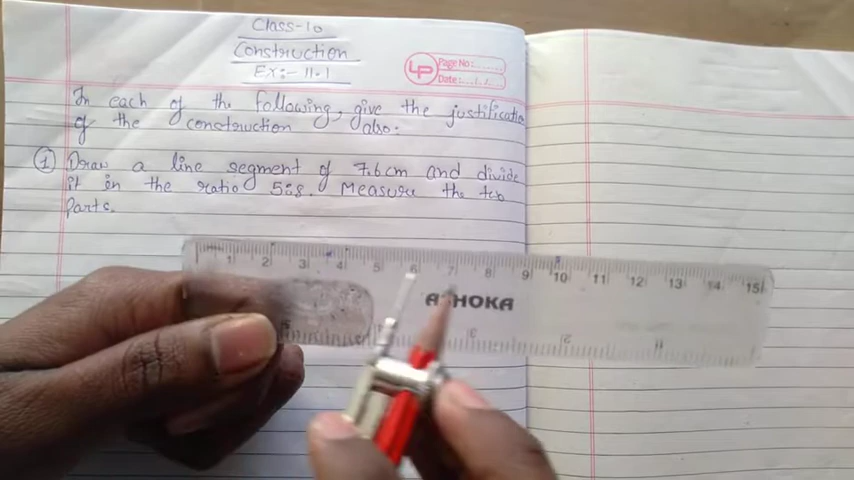 Class-10
Construction
Ex:- 11.1
LP Page No:
Date:
In each of the following, give the justification
of the construction also:
① Draw a line segment of 7.6cm and divide
it in the ratio 5:8. Measure the two
parts.
1 2 3 4 5 6 7 8 9 10 11 12 13 14 15
ASHOKA